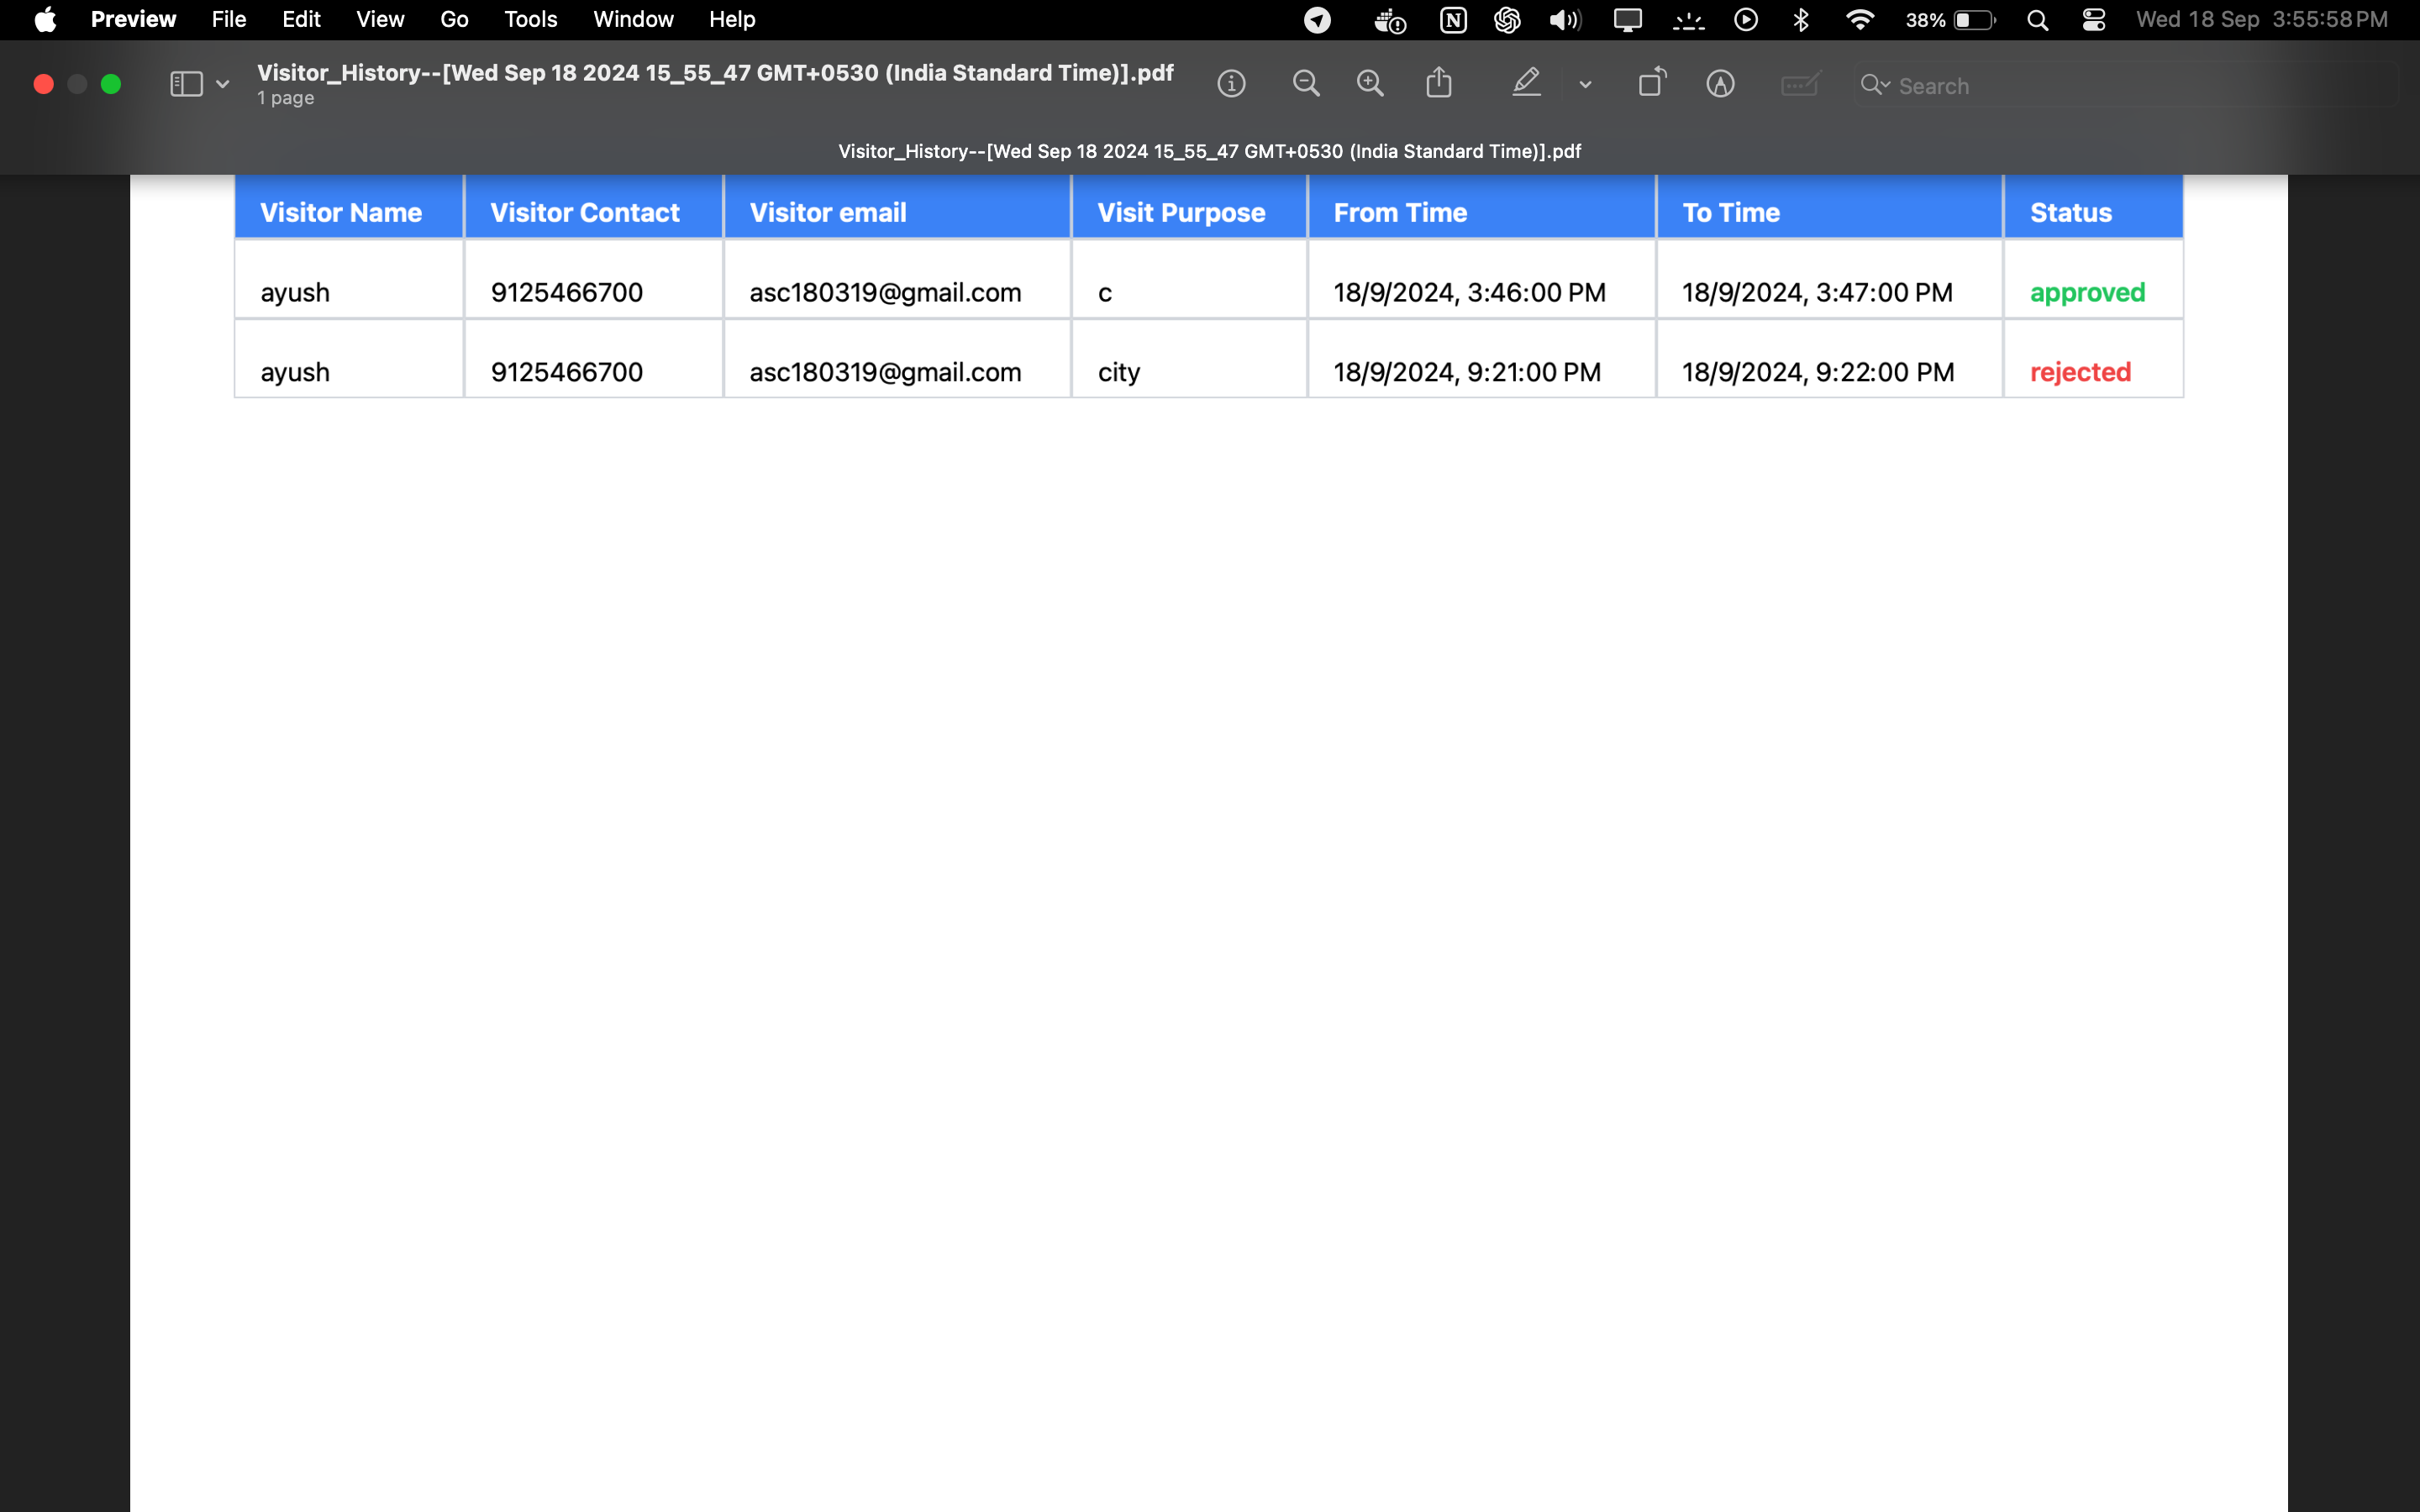 Preview File Edit View Go Tools Window Help 38% Wed 18 Sep 3:55:58 PM
Visitor_History--[Wed Sep 18 2024 15_55_47 GMT+0530 (India Standard Time)].pdf
1 page
Search
Visitor_History--[Wed Sep 18 2024 15_55_47 GMT+0530 (India Standard Time)].pdf
Visitor Name Visitor Contact Visitor email Visit Purpose From Time To Time Status
ayush 9125466700 asc180319@gmail.com c 18/9/2024, 3:46:00 PM 18/9/2024, 3:47:00 PM approved
ayush 9125466700 asc180319@gmail.com city 18/9/2024, 9:21:00 PM 18/9/2024, 9:22:00 PM rejected